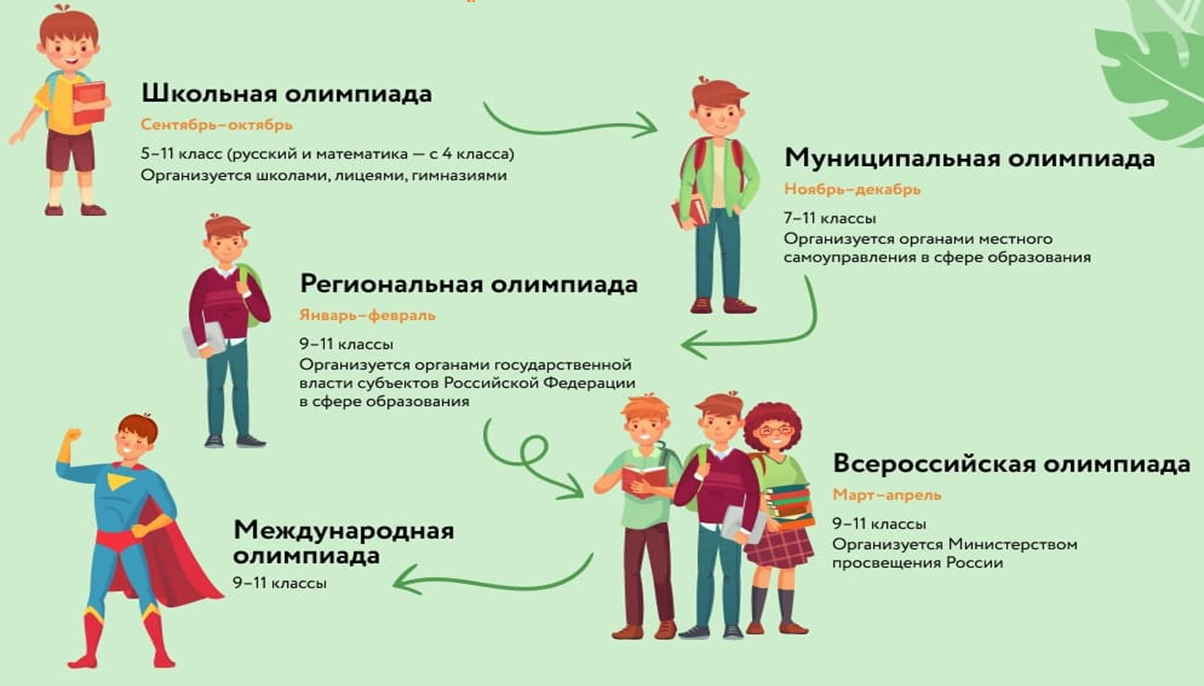 Школьная олимпиада
Сентябрь–октябрь
5–11 класс (русский и математика — с 4 класса)
Организуется школами, лицеями, гимназиями
Муниципальная олимпиада
Ноябрь–декабрь
7–11 классы
Организуется органами местного
самоуправления в сфере образования
Региональная олимпиада
Январь–февраль
9–11 классы
Организуется органами государственной
власти субъектов Российской Федерации
в сфере образования
Всероссийская олимпиада
Март–апрель
9–11 классы
Организуется Министерством
просвещения России
Международная
олимпиада
9–11 классы